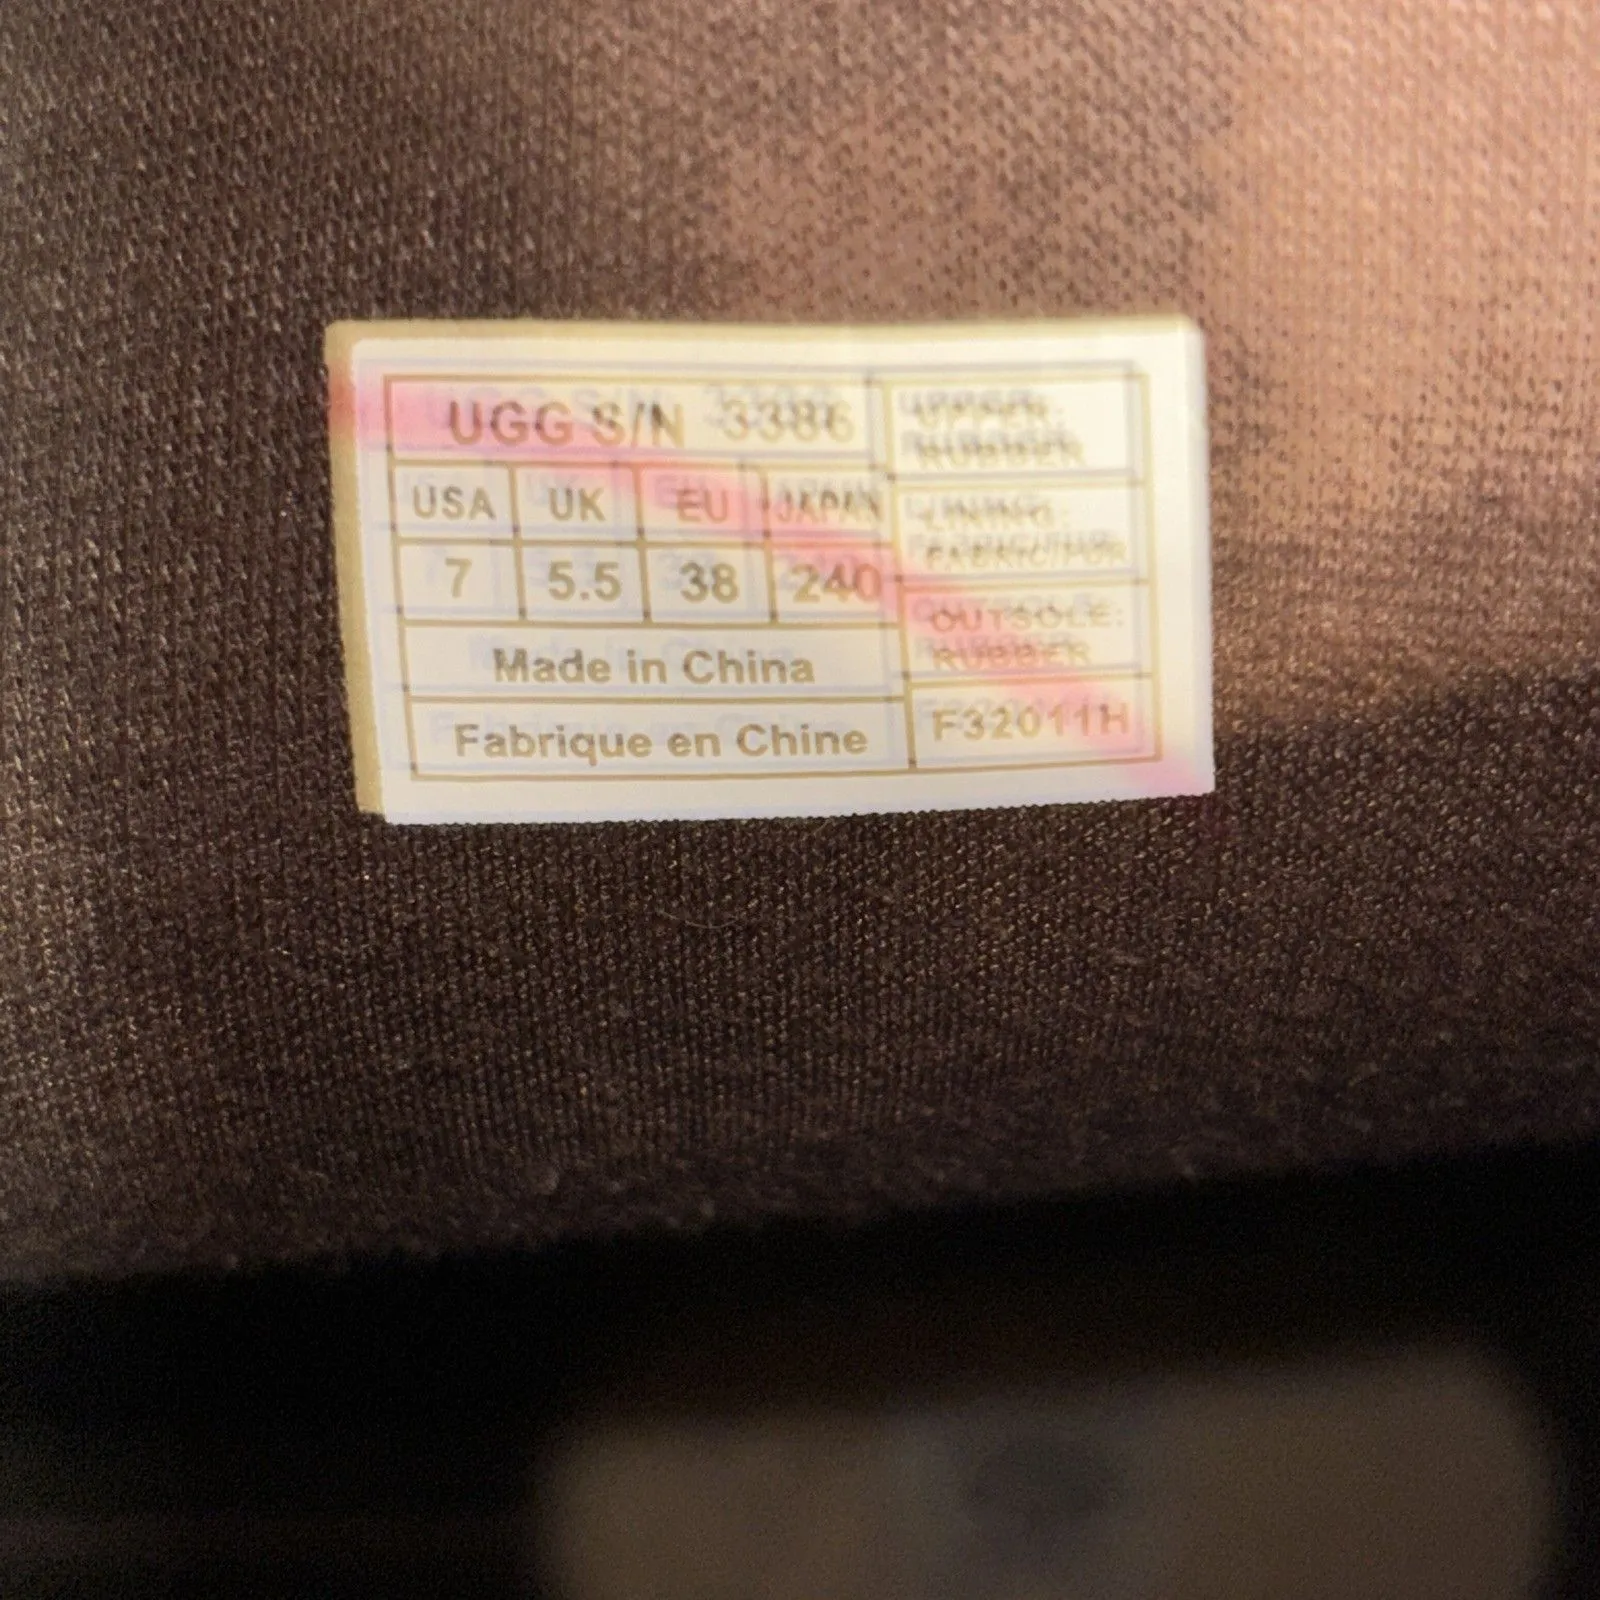 UGG S/N 3386
USA UK EU JAPAN
7 5.5 38 240
Made in China
Fabrique en Chine
UPPER:
RUBBER
LINING:
FABRIC/PUR
OUTSOLE:
RUBBER
F32011H